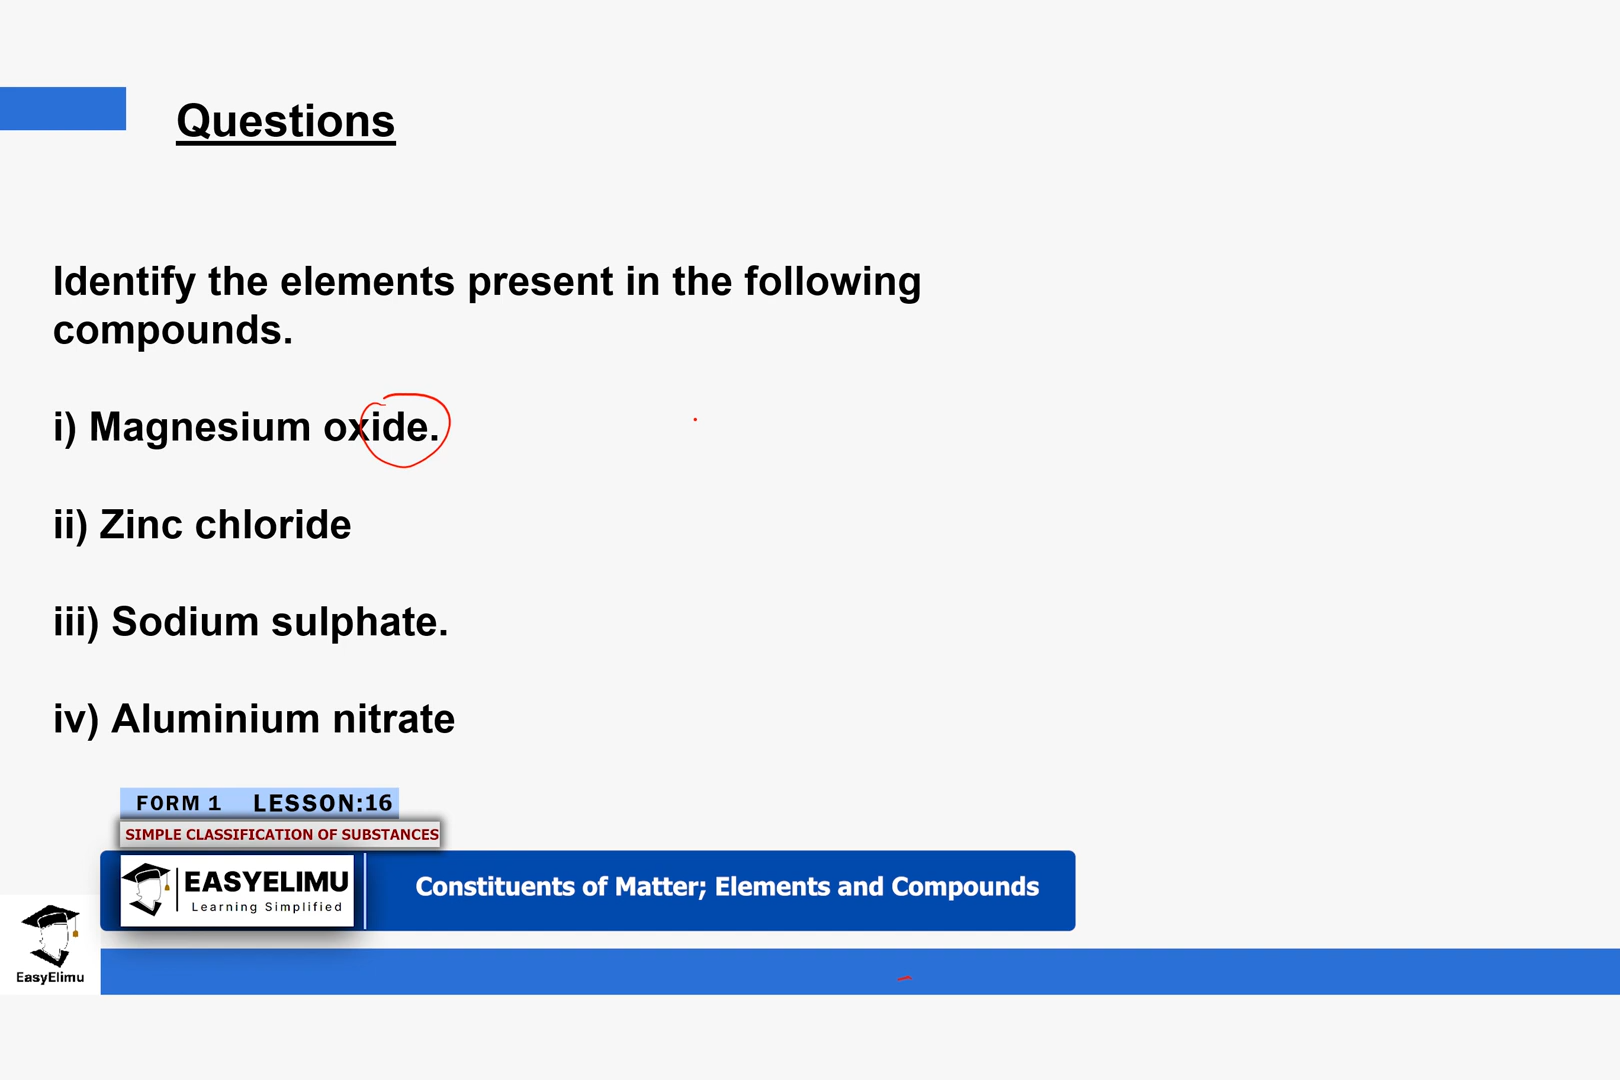 Questions
Identify the elements present in the following
compounds.
i) Magnesium oxide.
ii) Zinc chloride
iii) Sodium sulphate.
iv) Aluminium nitrate
FORM 1 LESSON:16
SIMPLE CLASSIFICATION OF SUBSTANCES
EASYELIMU
Learning Simplified
Constituents of Matter; Elements and Compounds
EasyElimu